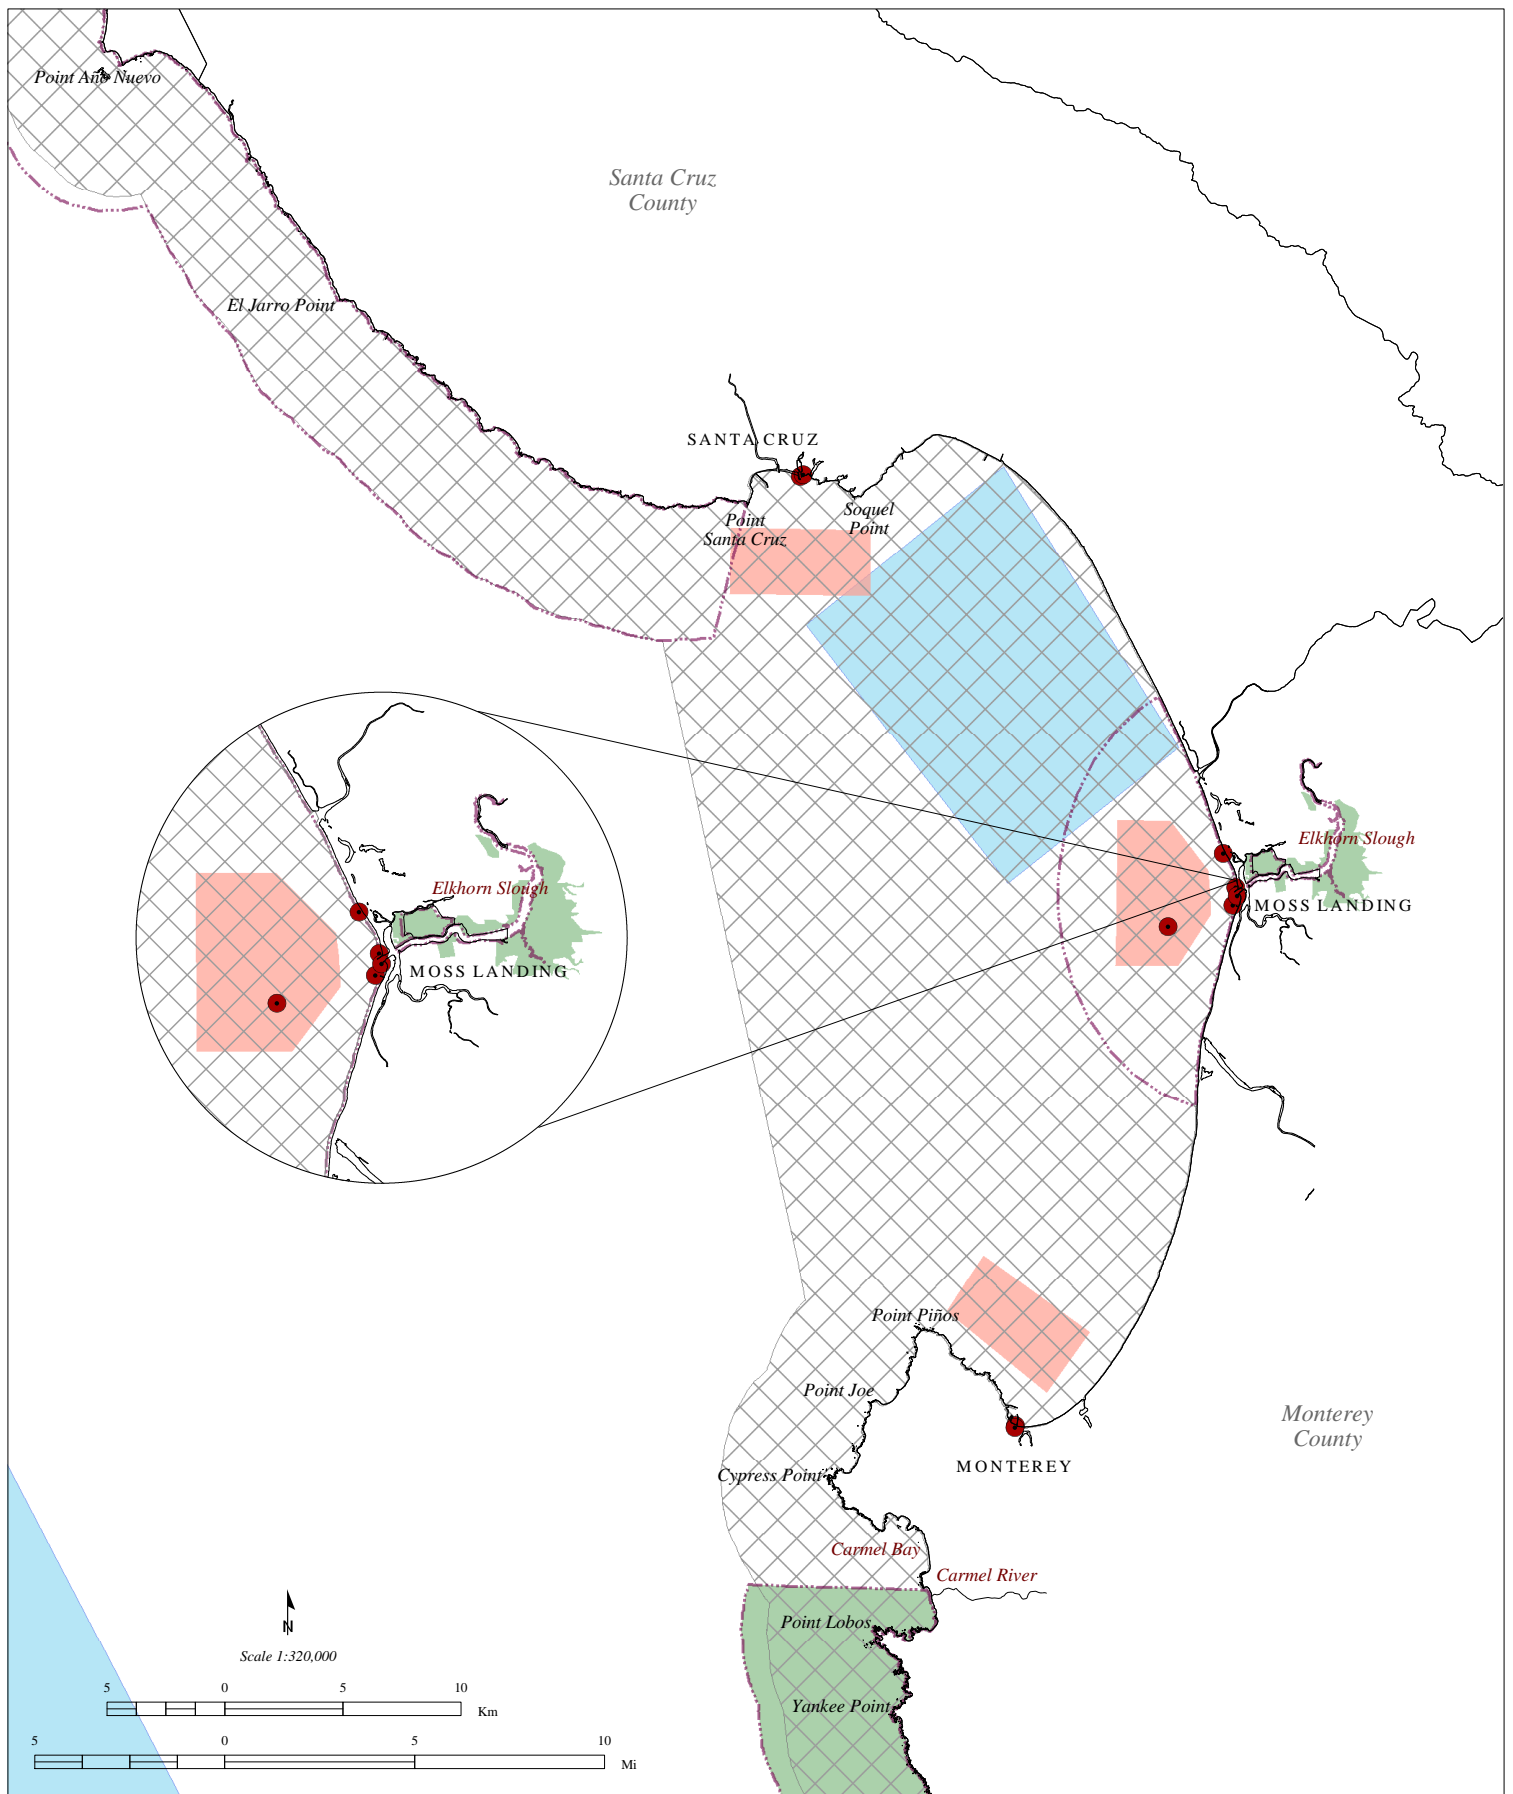 Point Año Nuevo
Santa Cruz
County
El Jarro Point
SANTA CRUZ
Soquel
Point
Point
Santa Cruz
Elkhorn Slough
MOSS LANDING
Elkhorn Slough
MOSS LANDING
Point Piños
Point Joe
Monterey
County
MONTEREY
Cypress Point
Carmel Bay
Carmel River
Point Lobos
Yankee Point
N
Scale 1:320,000
5 0 5 10
Km
5 0 5 10
Mi